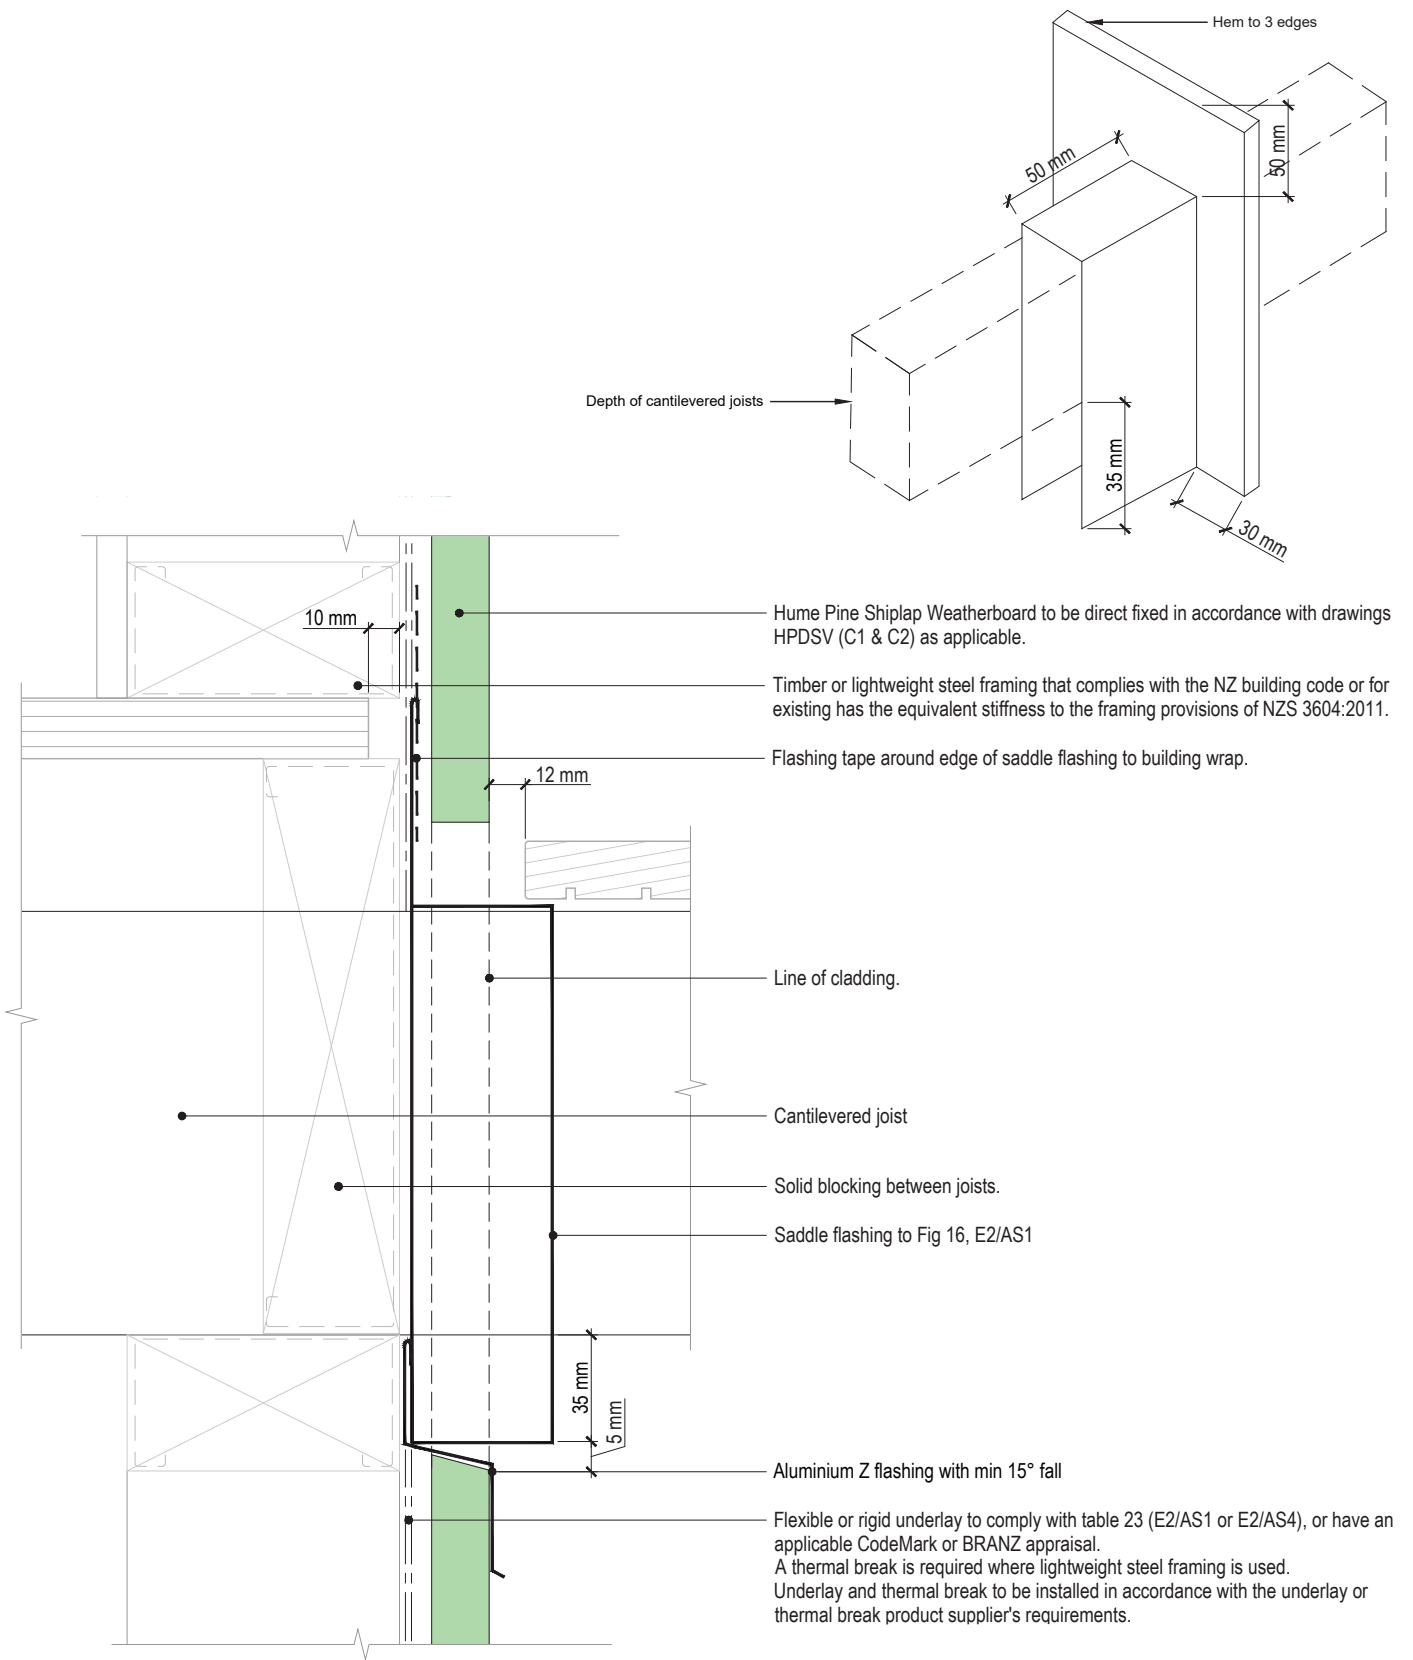 Hem to 3 edges
50 mm
50 mm
Depth of cantilevered joists
35 mm
30 mm
10 mm
Hume Pine Shiplap Weatherboard to be direct fixed in accordance with drawings
HPDSV (C1 & C2) as applicable.
Timber or lightweight steel framing that complies with the NZ building code or for
existing has the equivalent stiffness to the framing provisions of NZS 3604:2011.
Flashing tape around edge of saddle flashing to building wrap.
12 mm
Line of cladding.
Cantilevered joist
Solid blocking between joists.
Saddle flashing to Fig 16, E2/AS1
35 mm
5 mm
Aluminium Z flashing with min 15° fall
Flexible or rigid underlay to comply with table 23 (E2/AS1 or E2/AS4), or have an
applicable CodeMark or BRANZ appraisal.
A thermal break is required where lightweight steel framing is used.
Underlay and thermal break to be installed in accordance with the underlay or
thermal break product supplier's requirements.